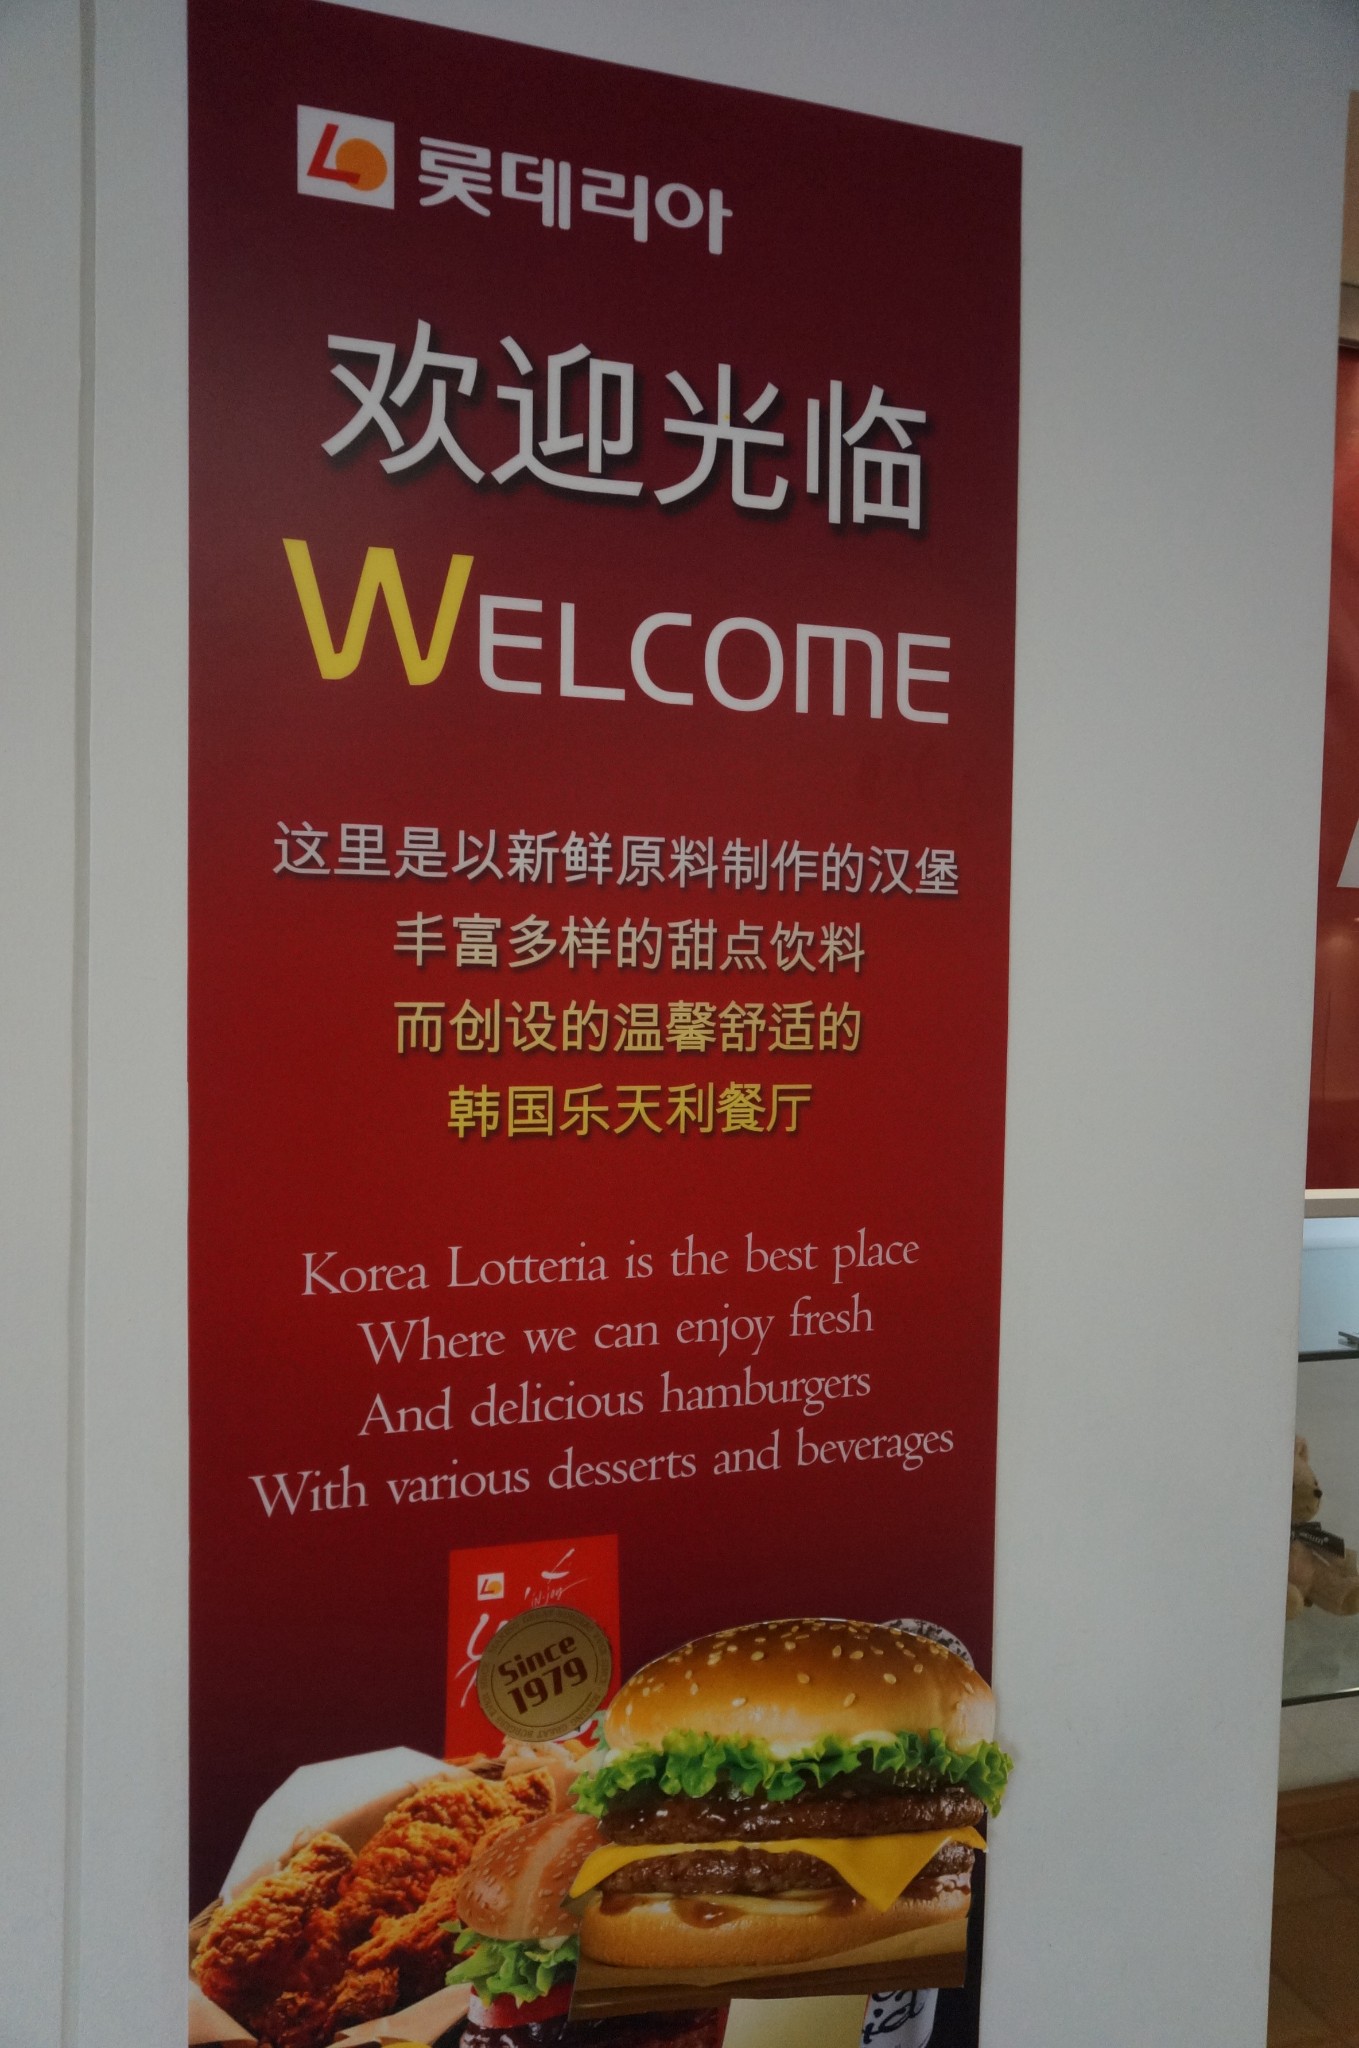 롯데리아
欢迎光临
WELCOME
这里是以新鲜原料制作的汉堡
丰富多样的甜点饮料
而创设的温馨舒适的
韩国乐天利餐厅
Korea Lotteria is the best place
Where we can enjoy fresh
And delicious hamburgers
With various desserts and beverages
Since
1979